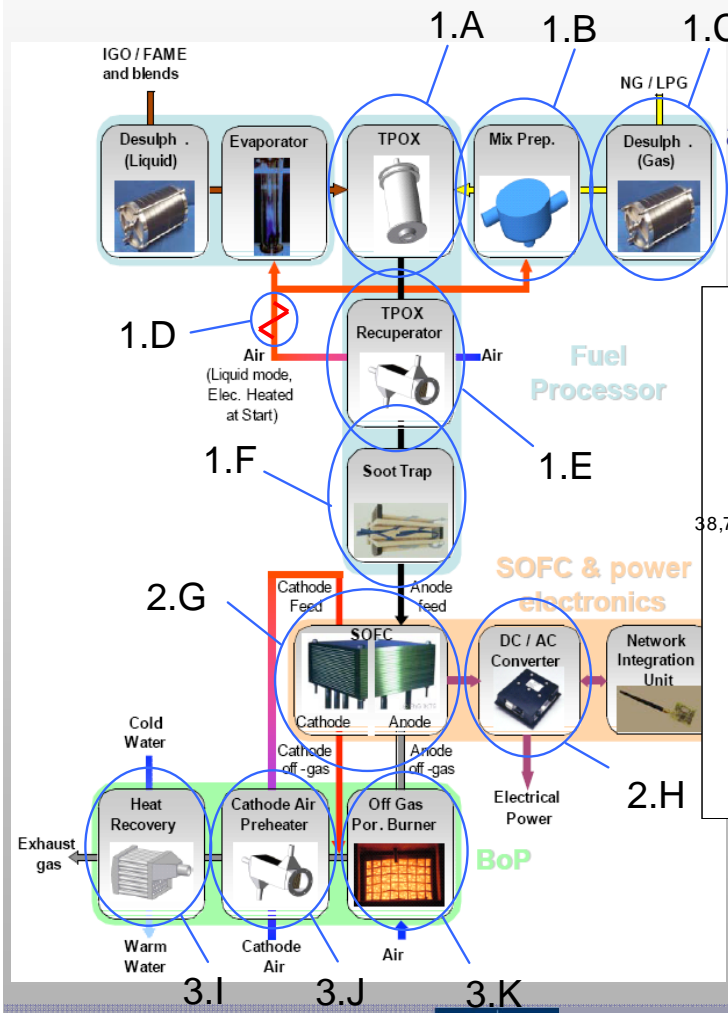 1.A
1.B
1.C
IGO / FAME
and blends
NG / LPG
Desulph .
(Liquid)
Evaporator
TPOX
Mix Prep.
Desulph .
(Gas)
1.D
TPOX
Recuperator
Air
(Liquid mode,
Elec. Heated
at Start)
Air
Fuel
Processor
1.F
1.E
Soot Trap
38,7
SOFC & power
electronics
Cathode
Feed
Anode
feed
2.G
SOFC
Cathode
Anode
DC / AC
Converter
Network
Integration
Unit
Cold
Water
Cathode
off -gas
Anode
off -gas
Electrical
Power
2.H
Heat
Recovery
Cathode Air
Preheater
Off Gas
Por. Burner
Exhaust
gas
BoP
Warm
Water
Cathode
Air
Air
3.I
3.J
3.K